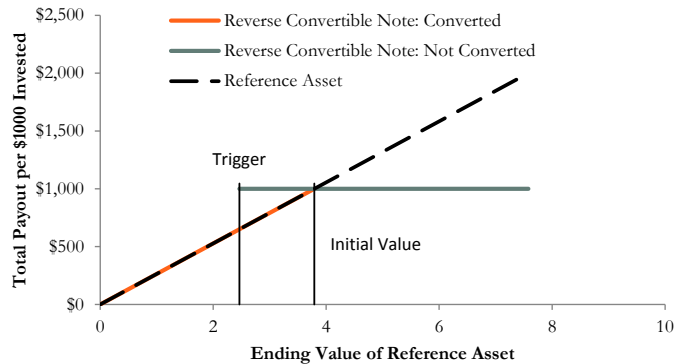 $2,500
$2,000
$1,500
$1,000
$500
$0
Total Payout per $1000 Invested
Reverse Convertible Note: Converted
Reverse Convertible Note: Not Converted
Reference Asset
Trigger
Initial Value
0 2 4 6 8 10
Ending Value of Reference Asset